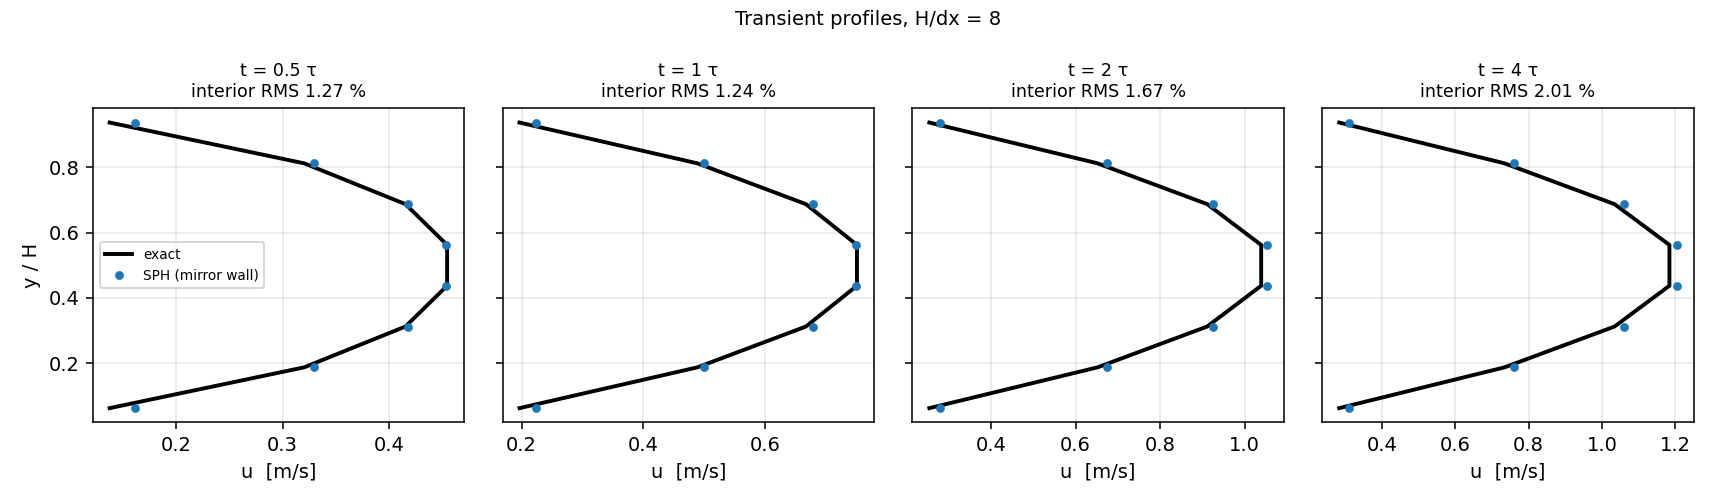 Transient profiles, H/dx = 8
t = 0.5 τ
interior RMS 1.27 %
t = 1 τ
interior RMS 1.24 %
t = 2 τ
interior RMS 1.67 %
t = 4 τ
interior RMS 2.01 %
y / H
0.8
0.6
0.4
0.2
exact
SPH (mirror wall)
0.2 0.3 0.4
u [m/s]
0.2 0.4 0.6
u [m/s]
0.4 0.6 0.8 1.0
u [m/s]
0.4 0.6 0.8 1.0 1.2
u [m/s]